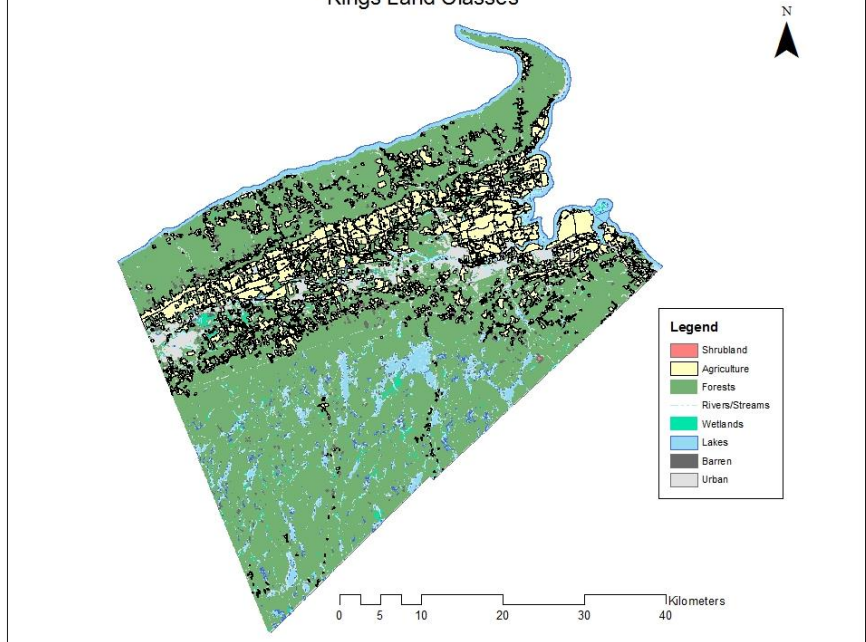 Kings Land Classes
N
Legend
Shrubland
Agriculture
Forests
Rivers/Streams
Wetlands
Lakes
Barren
Urban
Kilometers
0 5 10 20 30 40